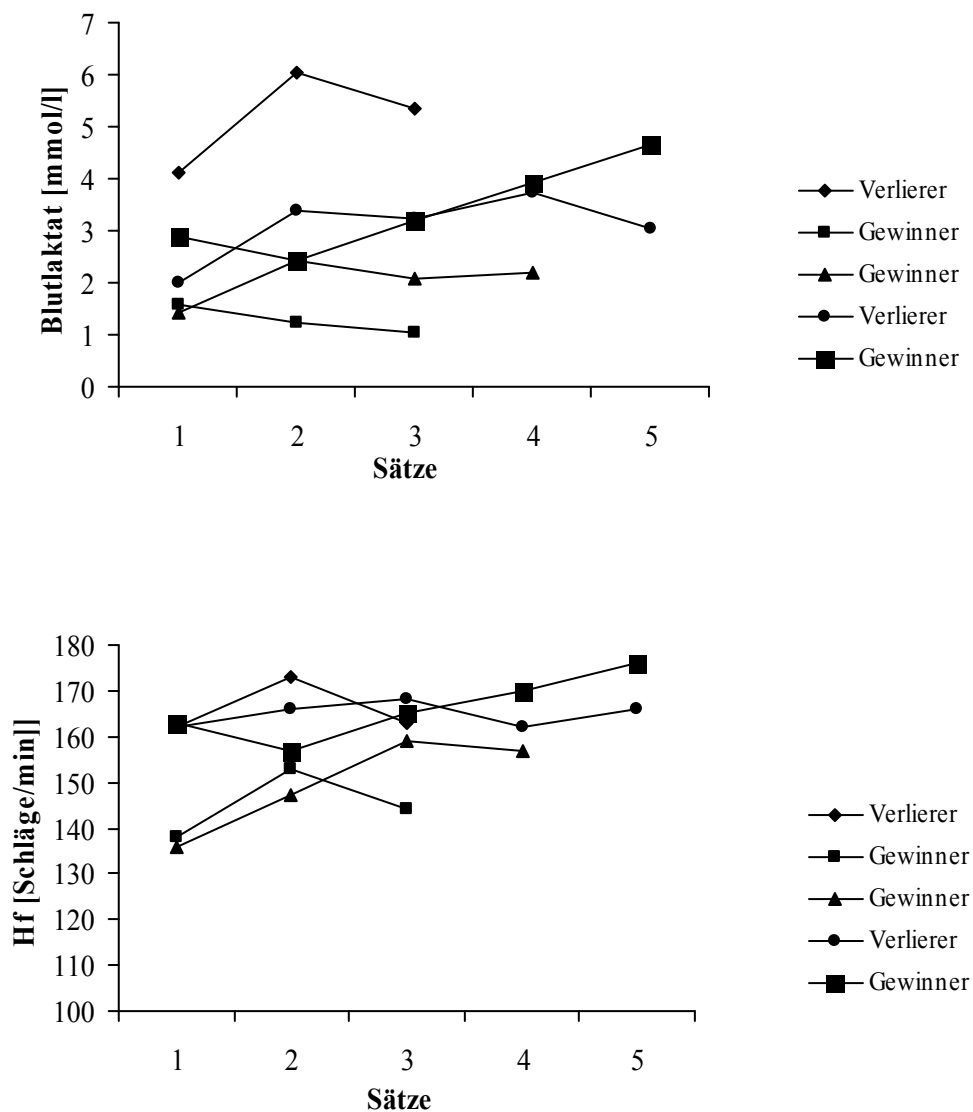 7
6
5
4
3
2
1
0
Blutlaktat [mmol/l]
1 2 3 4 5
Sätze
Verlierer
Gewinner
Gewinner
Verlierer
Gewinner
180
170
160
150
140
130
120
110
100
Hf [Schläge/min]]
1 2 3 4 5
Sätze
Verlierer
Gewinner
Gewinner
Verlierer
Gewinner